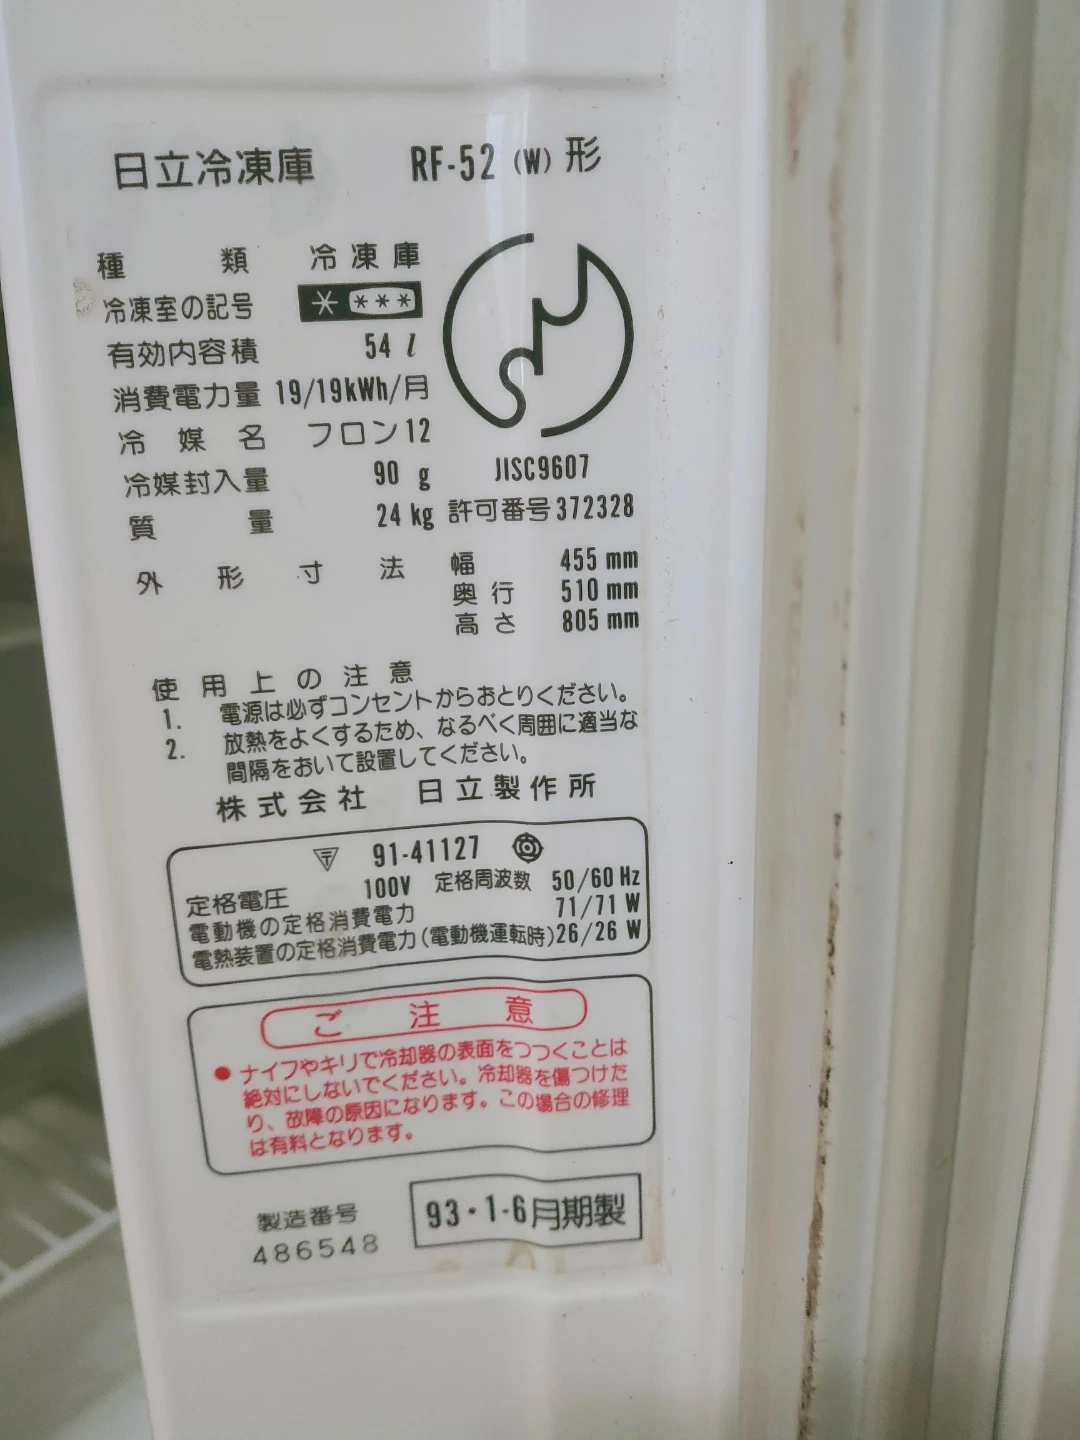 日立冷凍庫 RF-52 (W) 形
種類 冷凍庫
冷凍室の記号 * ***
有効内容積 54 l
消費電力量 19/19kWh/月
冷媒名 フロン12
冷媒封入量 90 g
質量 24 kg
JISC9607
許可番号372328
外形寸法 幅 455 mm
奥行 510 mm
高さ 805 mm
使用上の注意
1. 電源は必ずコンセントからおとりください。
2. 放熱をよくするため、なるべく周囲に適当な
間隔をおいて設置してください。
株式会社 日立製作所
〒 91-41127
定格電圧 100V 定格周波数 50/60 Hz
電動機の定格消費電力 71/71 W
電熱装置の定格消費電力(電動機運転時)26/26 W
ご注意
● ナイフやキリで冷却器の表面をつつくことは
絶対にしないでください。冷却器を傷つけた
り、故障の原因になります。この場合の修理
は有料となります。
製造番号
486548
93・1-6月期製